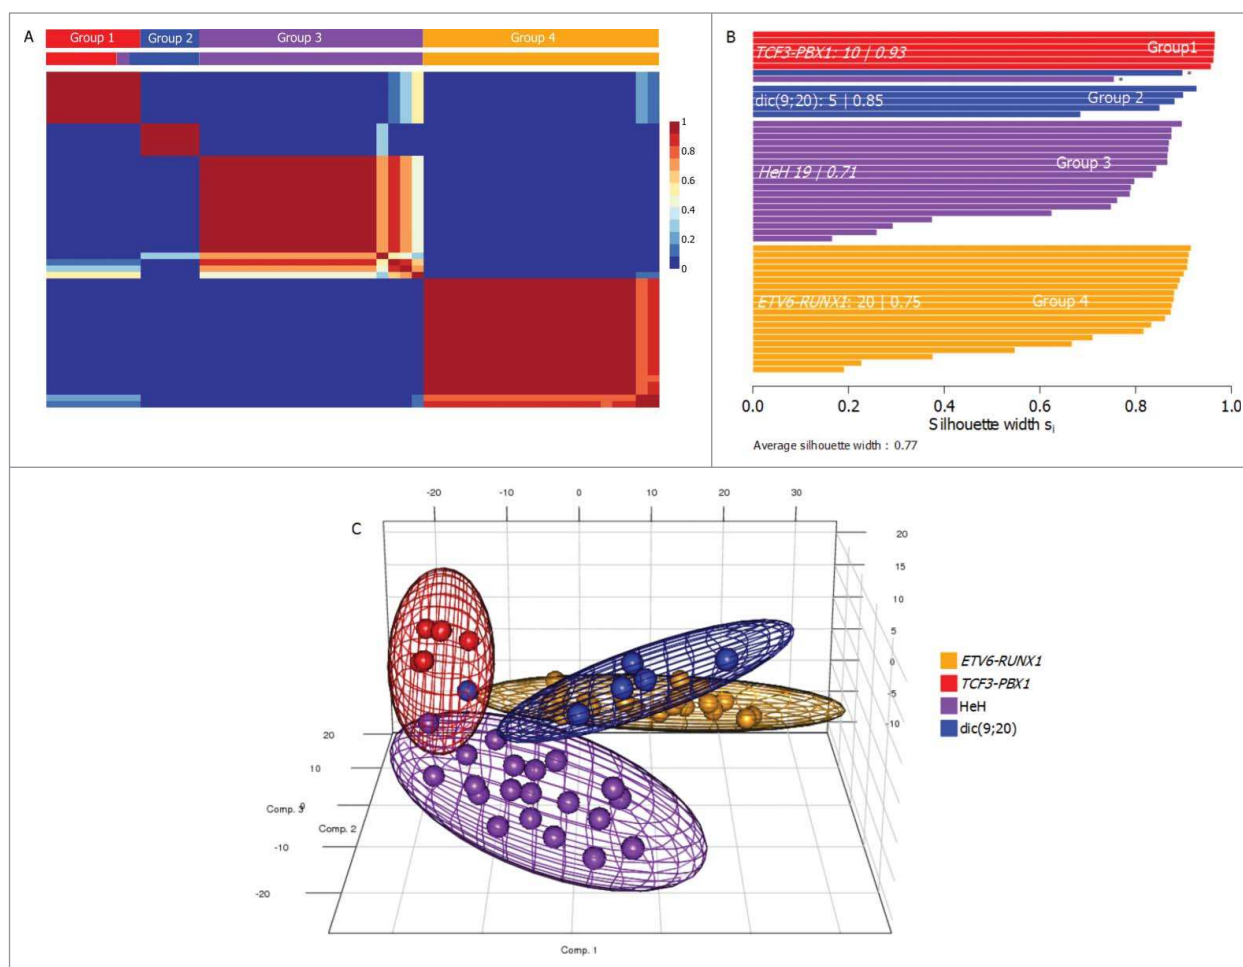 A
Group 1
Group 2
Group 3
Group 4
1
0.8
0.6
0.4
0.2
0
B
Group1
TCF3-PBX1: 10 | 0.93
*
*
dic(9;20): 5 | 0.85
Group 2
Group 3
HeH 19 | 0.71
ETV6-RUNX1: 20 | 0.75
Group 4
0.0
0.2
0.4
0.6
0.8
1.0
Silhouette width si
Average silhouette width : 0.77
C
-20
-10
0
10
20
30
20
15
10
5
0
-5
-10
20
10
0
-10
-20
Comp. 3
Comp. 2
Comp. 1
ETV6-RUNX1
TCF3-PBX1
HeH
dic(9;20)